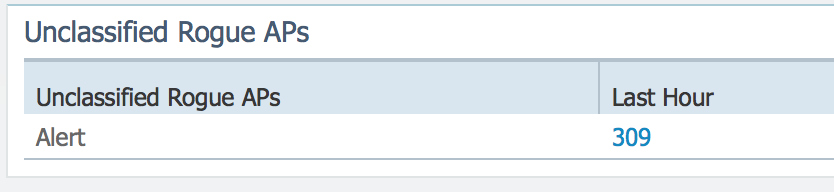 Unclassified Rogue APs
Unclassified Rogue APs Last Hour
Alert 309